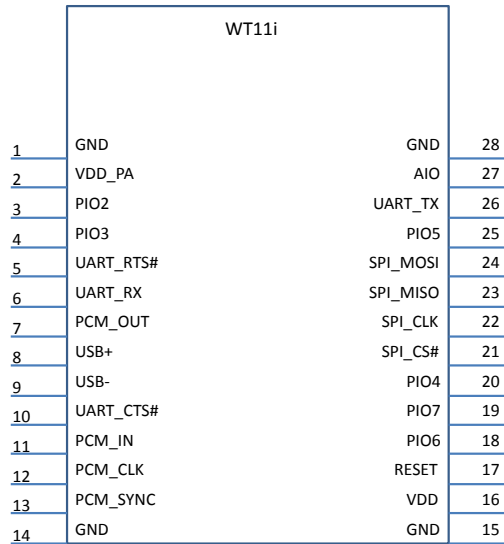 WT11i
1 GND GND 28
2 VDD_PA AIO 27
3 PIO2 UART_TX 26
4 PIO3 PIO5 25
5 UART_RTS# SPI_MOSI 24
6 UART_RX SPI_MISO 23
7 PCM_OUT SPI_CLK 22
8 USB+ SPI_CS# 21
9 USB- PIO4 20
10 UART_CTS# PIO7 19
11 PCM_IN PIO6 18
12 PCM_CLK RESET 17
13 PCM_SYNC VDD 16
14 GND GND 15